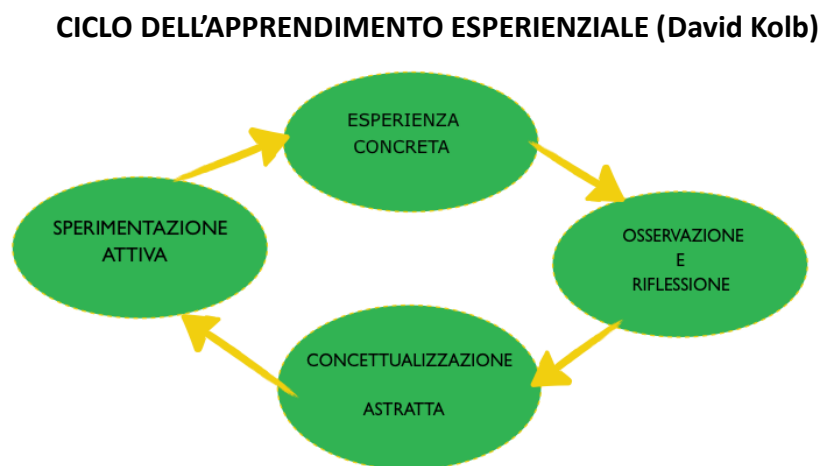 CICLO DELL’APPRENDIMENTO ESPERIENZIALE (David Kolb)
ESPERIENZA
CONCRETA
OSSERVAZIONE
E
RIFLESSIONE
CONCETTUALIZZAZIONE
ASTRATTA
SPERIMENTAZIONE
ATTIVA